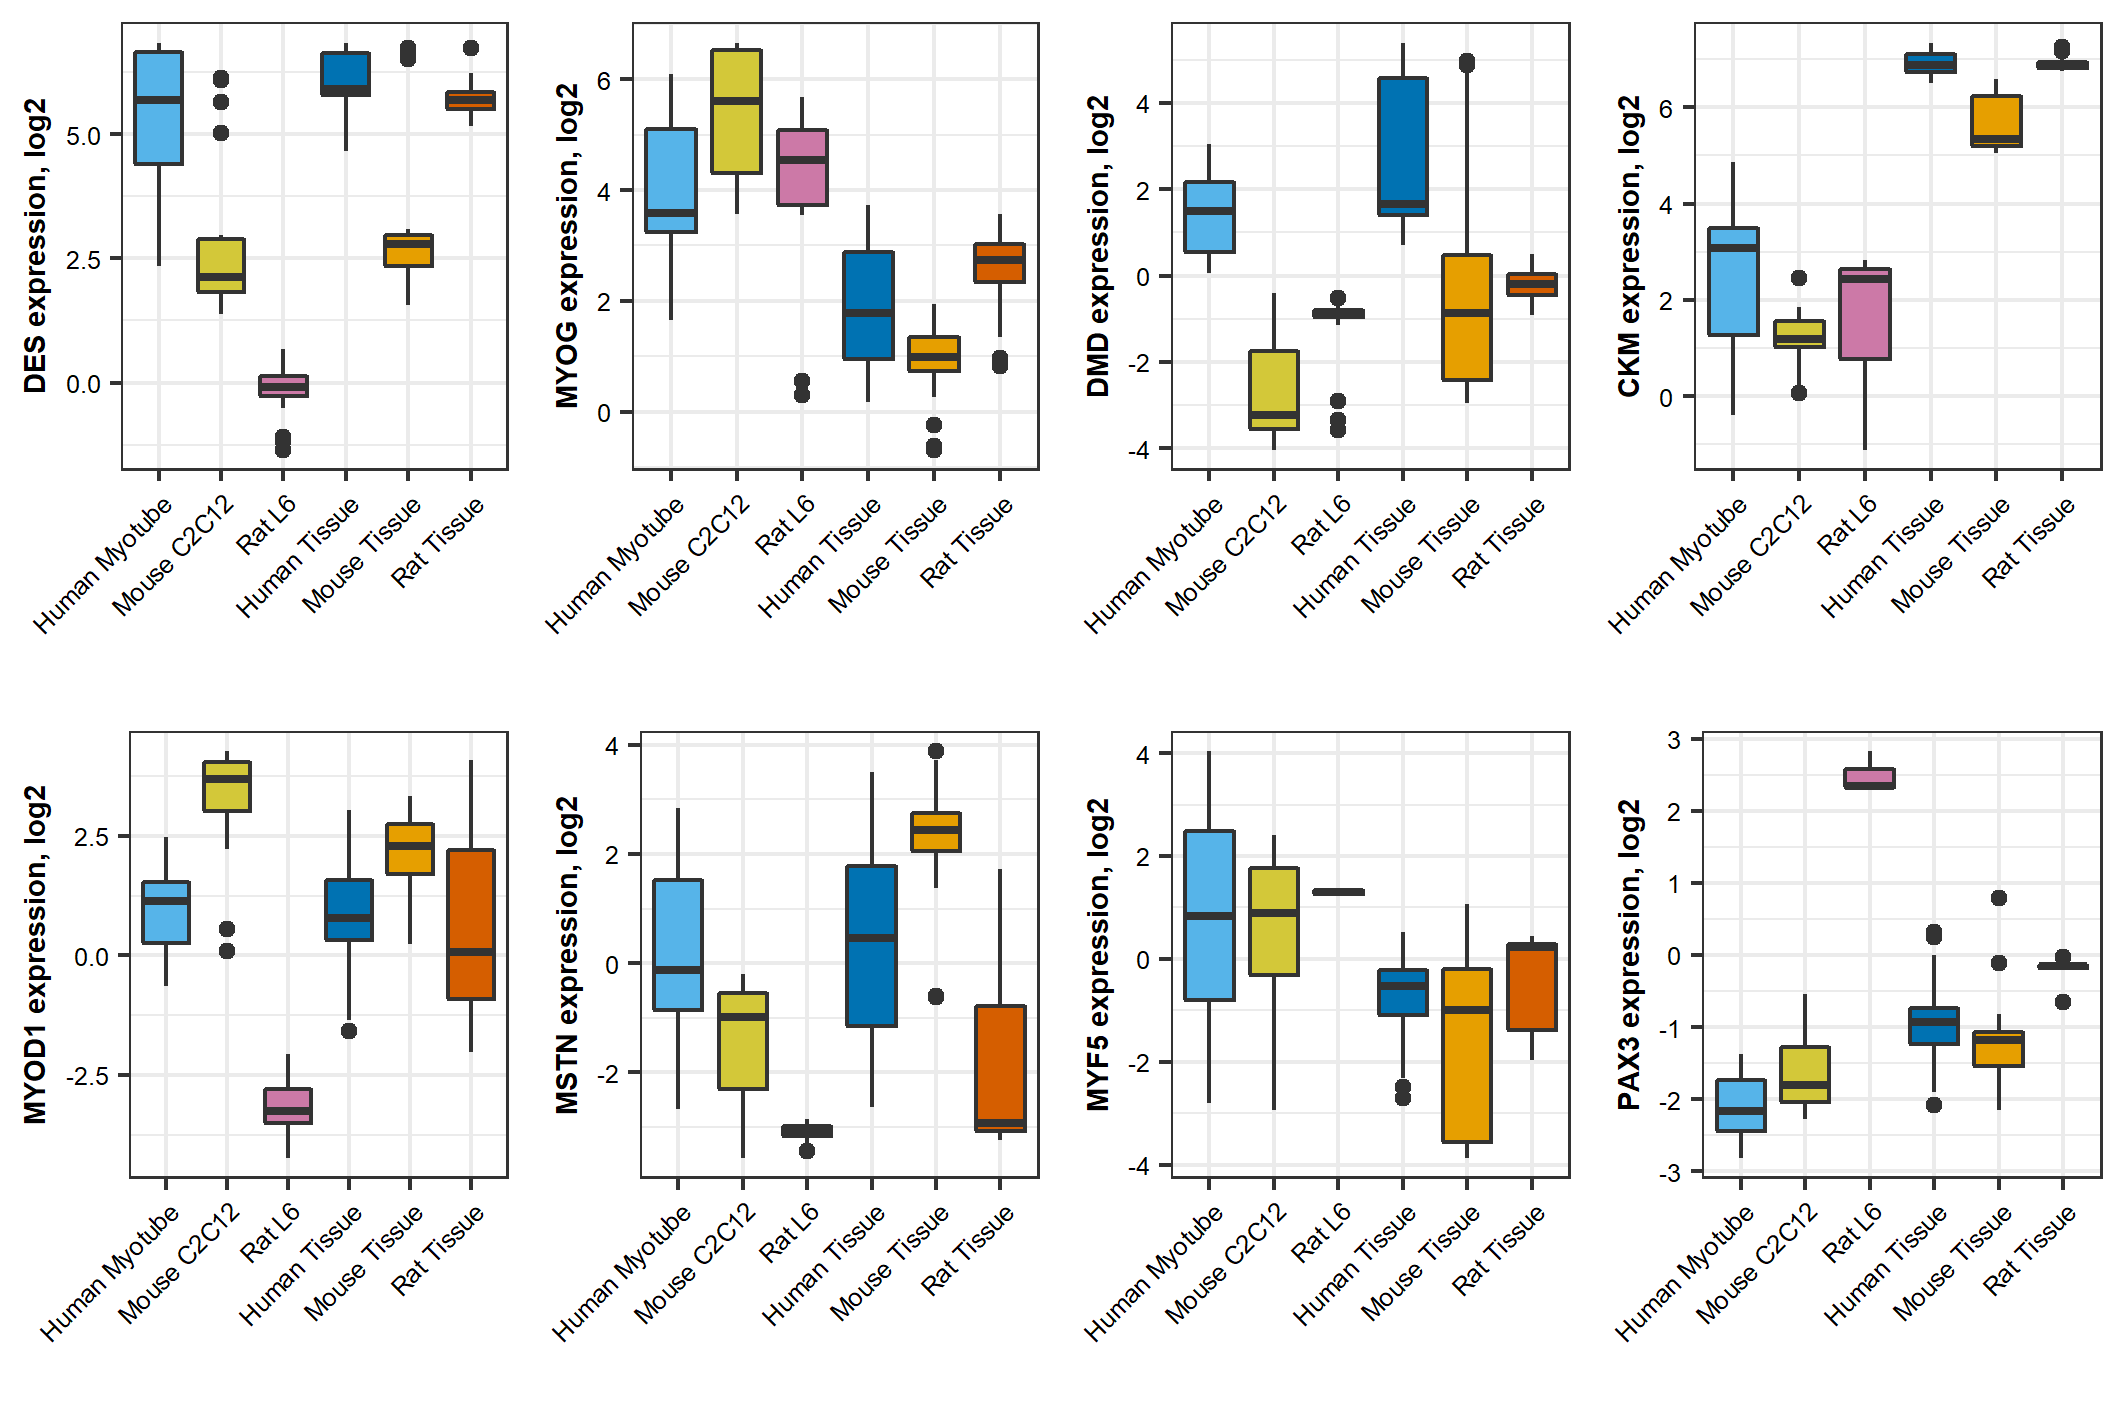 DES expression, log2
5.0
2.5
0.0
Human Myotube
Mouse C2C12
Rat L6
Human Tissue
Mouse Tissue
Rat Tissue
MYOG expression, log2
6
4
2
0
Human Myotube
Mouse C2C12
Rat L6
Human Tissue
Mouse Tissue
Rat Tissue
DMD expression, log2
4
2
0
-2
-4
Human Myotube
Mouse C2C12
Rat L6
Human Tissue
Mouse Tissue
Rat Tissue
CKM expression, log2
6
4
2
0
Human Myotube
Mouse C2C12
Rat L6
Human Tissue
Mouse Tissue
Rat Tissue
MYOD1 expression, log2
2.5
0.0
-2.5
Human Myotube
Mouse C2C12
Rat L6
Human Tissue
Mouse Tissue
Rat Tissue
MSTN expression, log2
4
2
0
-2
Human Myotube
Mouse C2C12
Rat L6
Human Tissue
Mouse Tissue
Rat Tissue
MYF5 expression, log2
4
2
0
-2
-4
Human Myotube
Mouse C2C12
Rat L6
Human Tissue
Mouse Tissue
Rat Tissue
PAX3 expression, log2
3
2
1
0
-1
-2
-3
Human Myotube
Mouse C2C12
Rat L6
Human Tissue
Mouse Tissue
Rat Tissue